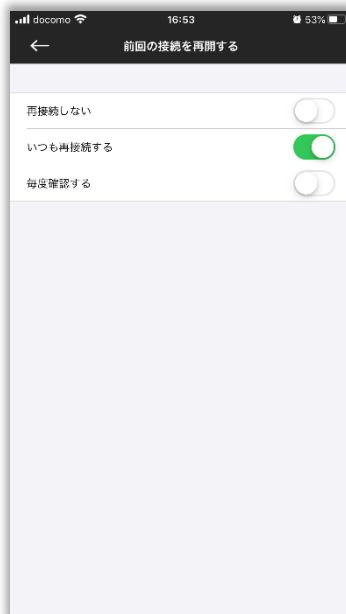 docomo 16:53 53%
前回の接続を再開する
再接続しない
いつも再接続する
毎度確認する